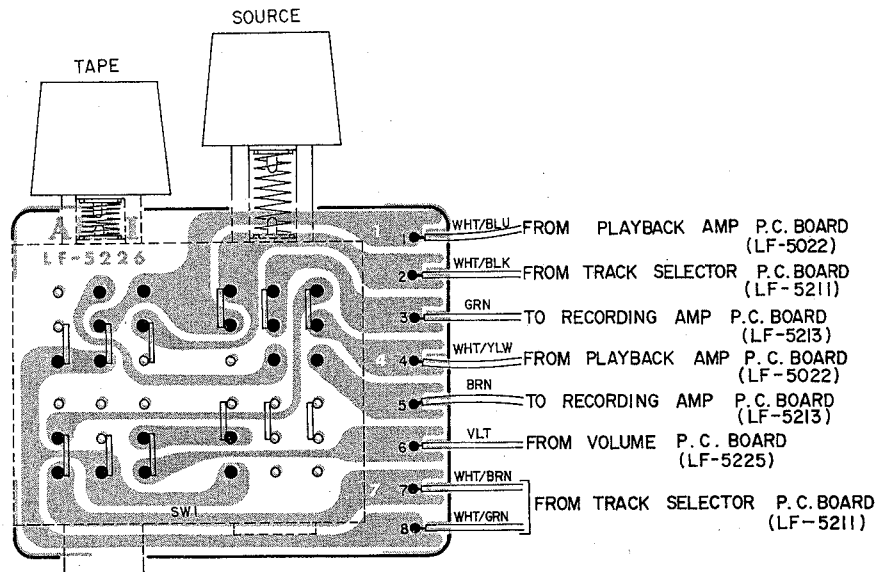 SOURCE
TAPE
A I
LF-5226
1
4
7
SW1
1 WHT/BLU FROM PLAYBACK AMP P.C. BOARD
(LF-5022)
2 WHT/BLK FROM TRACK SELECTOR P.C. BOARD
(LF-5211)
3 GRN TO RECORDING AMP P.C. BOARD
(LF-5213)
4 WHT/YLW FROM PLAYBACK AMP P.C. BOARD
(LF-5022)
5 BRN TO RECORDING AMP P.C. BOARD
(LF-5213)
6 VLT FROM VOLUME P.C. BOARD
(LF-5225)
7 WHT/BRN
FROM TRACK SELECTOR P.C. BOARD
(LF-5211)
8 WHT/GRN